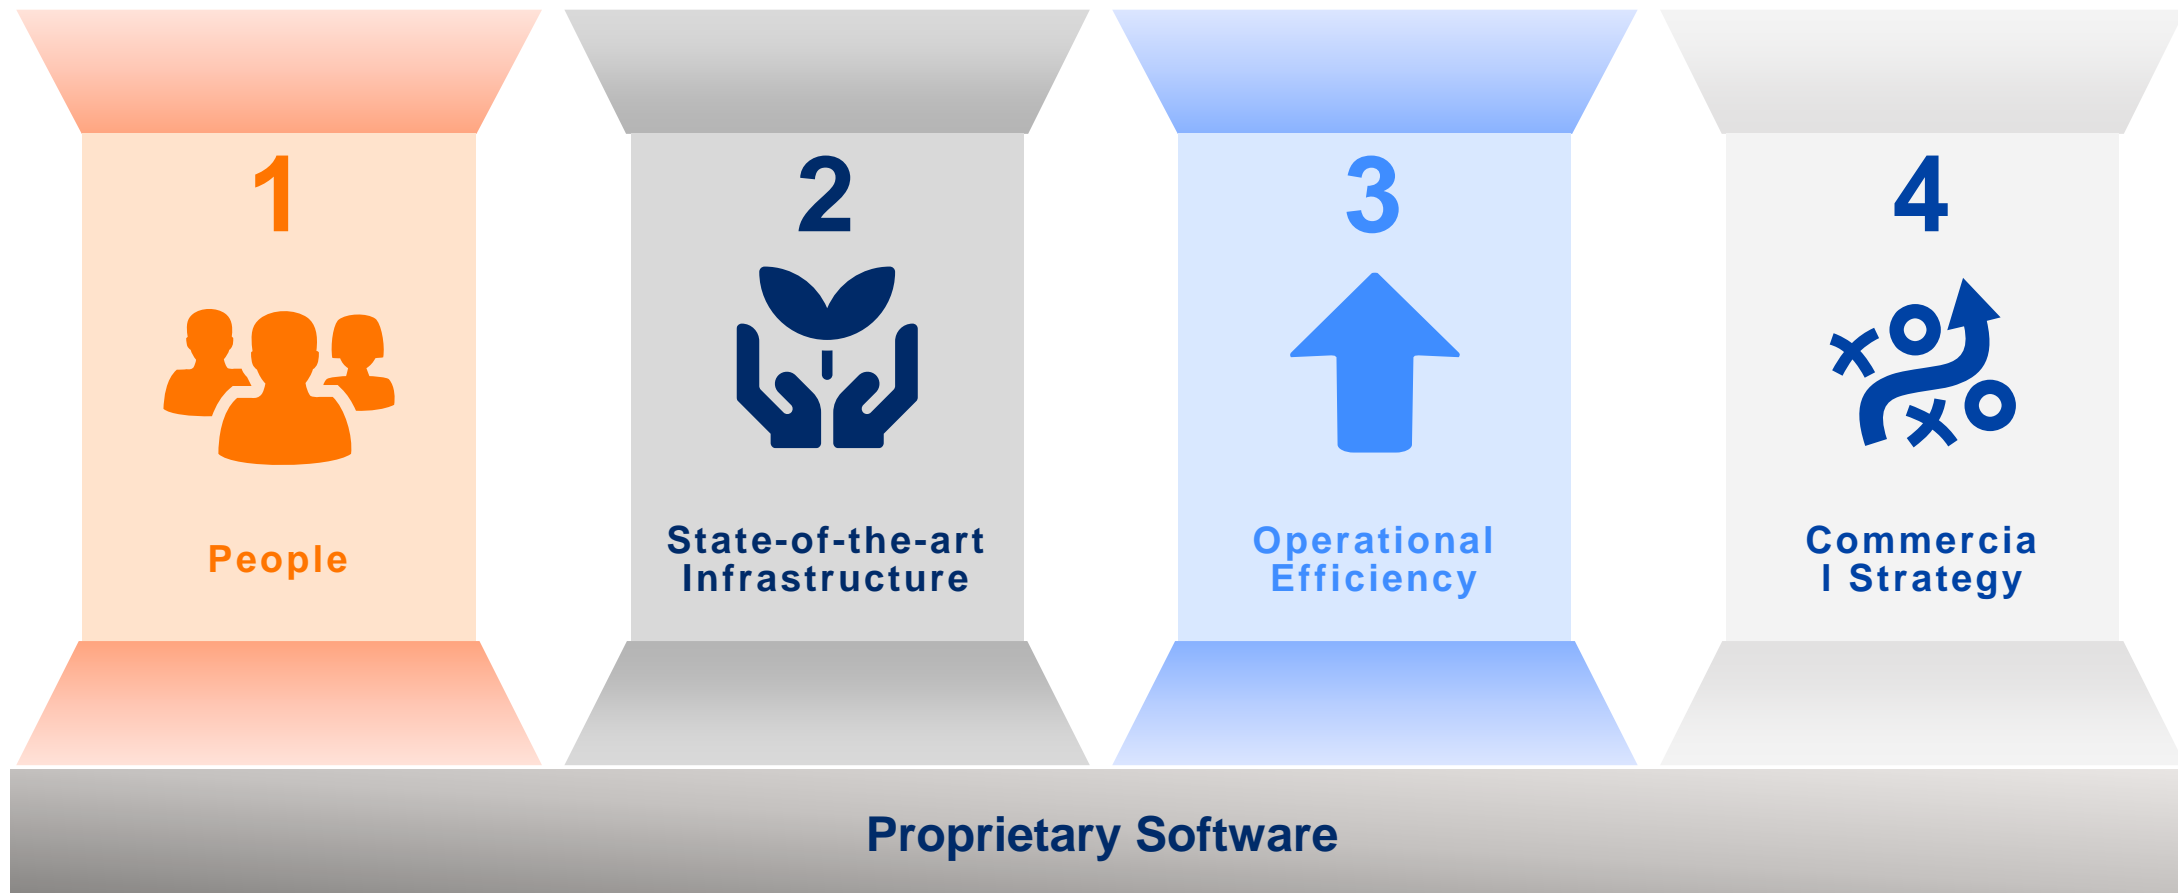 1
People
2
State-of-the-art
Infrastructure
3
Operational
Efficiency
4
Commercia
l Strategy
Proprietary Software